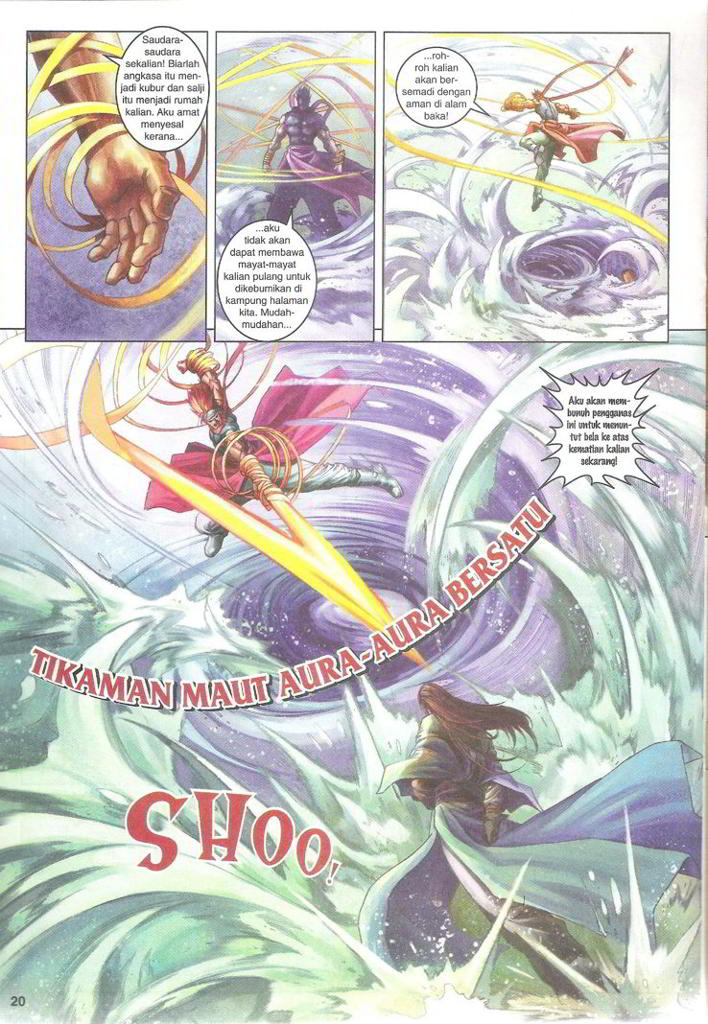 Saudara-
saudara
sekalian! Biarlah
angkasa itu men-
jadi kubur dan salji
itu menjadi rumah
kalian. Aku amat
menyesal
kerana...
...aku
tidak akan
dapat membawa
mayat-mayat
kalian pulang untuk
dikebumikan di
kampung halaman
kita. Mudah-
mudahan...
...roh-
roh kalian
akan ber-
semadi dengan
aman di alam
baka!
Aku akan mem-
bunuh pengganas
ini untuk menun-
tut bela ke atas
kematian kalian
sekarang!
TIKAMAN MAUT AURA-AURA BERSATU
SHOO!
20